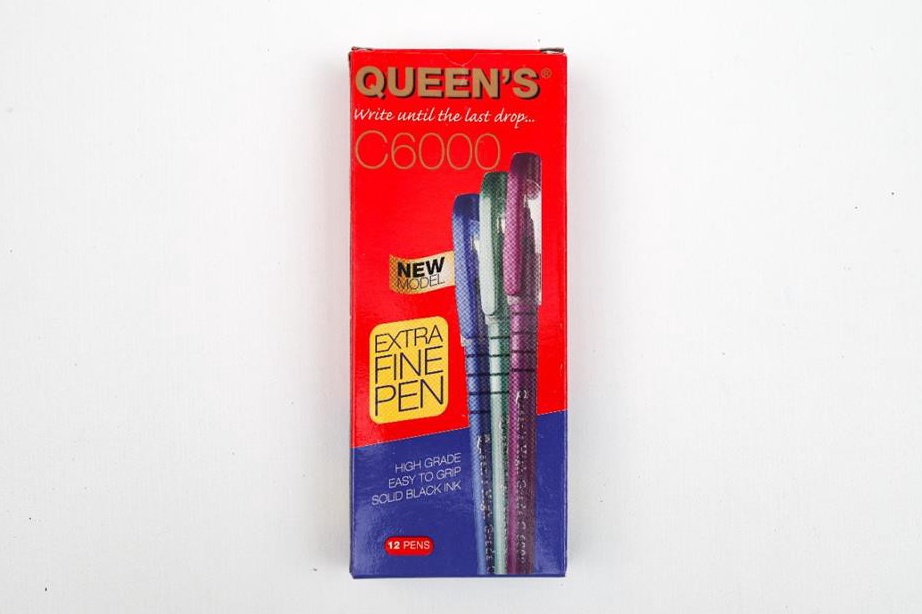 QUEEN'S®
Write until the last drop...
C6000
NEW
MODEL
EXTRA
FINE
PEN
HIGH GRADE
EASY TO GRIP
SOLID BLACK INK
12 PENS